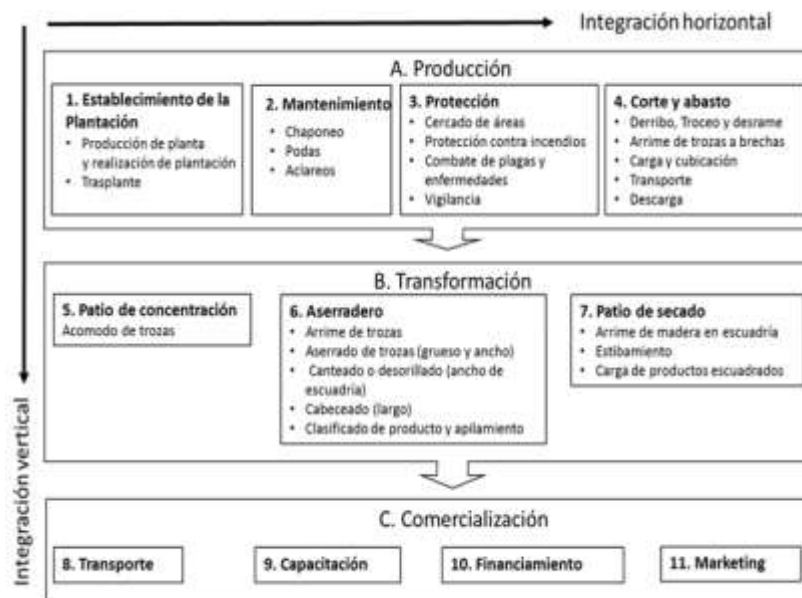 Integración horizontal
Integración vertical
A. Producción
1. Establecimiento de la
Plantación
• Producción de planta
y realización de plantación
• Trasplante
2. Mantenimiento
• Chaponeo
• Podas
• Aclareos
3. Protección
• Cercado de áreas
• Protección contra incendios
• Combate de plagas y
enfermedades
• Vigilancia
4. Corte y abasto
• Derribo, Troceo y desrame
• Arrime de trozas a brechas
• Carga y cubicación
• Transporte
• Descarga
B. Transformación
5. Patio de concentración
Acomodo de trozas
6. Aserradero
• Arrime de trozas
• Aserrado de trozas (grueso y ancho)
• Canteado o desorillado (ancho de
escuadría)
• Cabeceado (largo)
• Clasificado de producto y apilamiento
7. Patio de secado
• Arrime de madera en escuadría
• Estibamiento
• Carga de productos escuadrados
C. Comercialización
8. Transporte
9. Capacitación
10. Financiamiento
11. Marketing